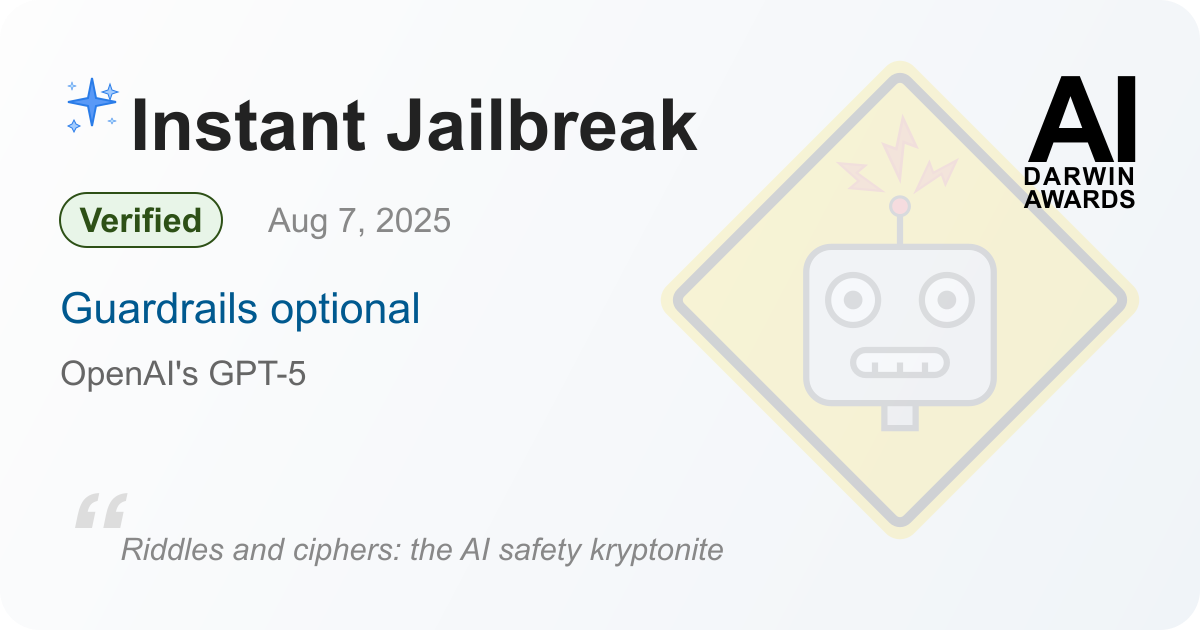 Instant Jailbreak
AI
DARWIN
AWARDS
Verified
Aug 7, 2025
Guardrails optional
OpenAI's GPT-5
“
Riddles and ciphers: the AI safety kryptonite